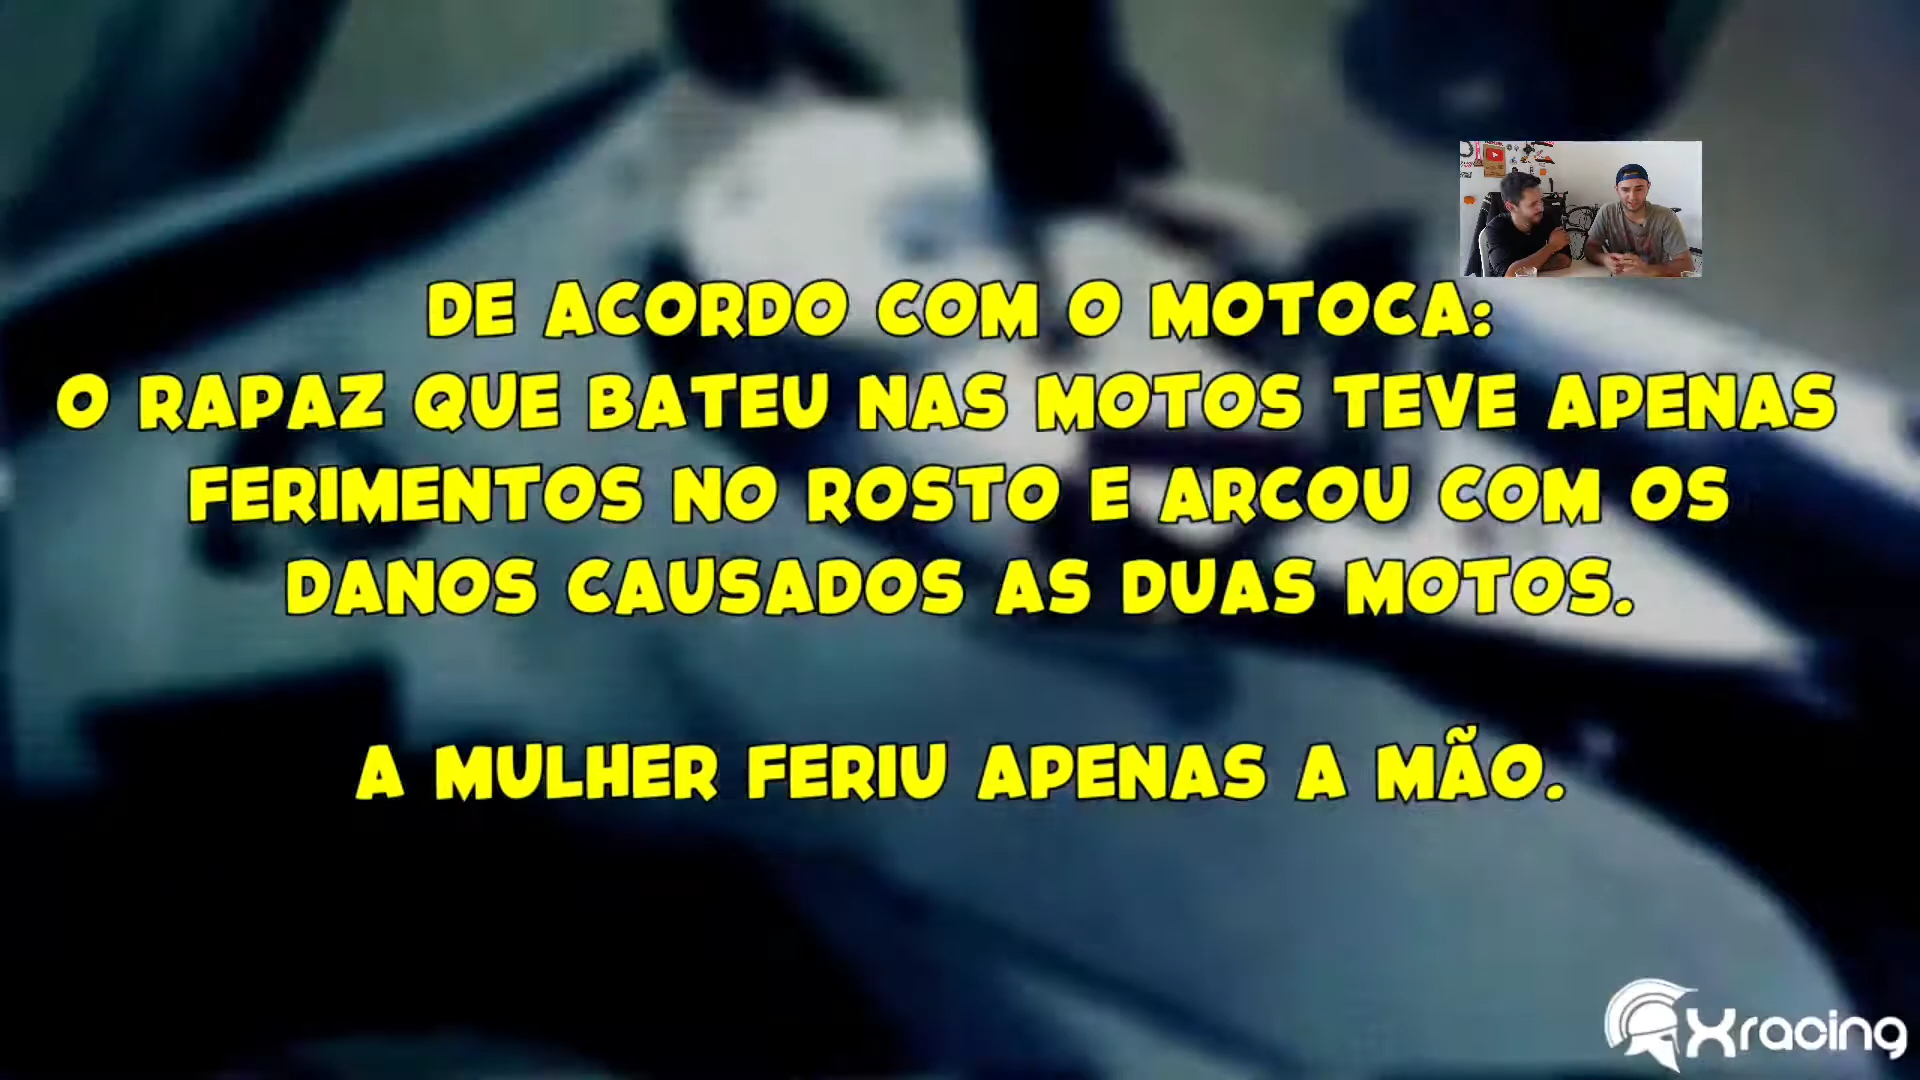 DE ACORDO COM O MOTOCA:
O RAPAZ QUE BATEU NAS MOTOS TEVE APENAS
FERIMENTOS NO ROSTO E ARCOU COM OS
DANOS CAUSADOS AS DUAS MOTOS.
A MULHER FERIU APENAS A MÃO.
Xracing